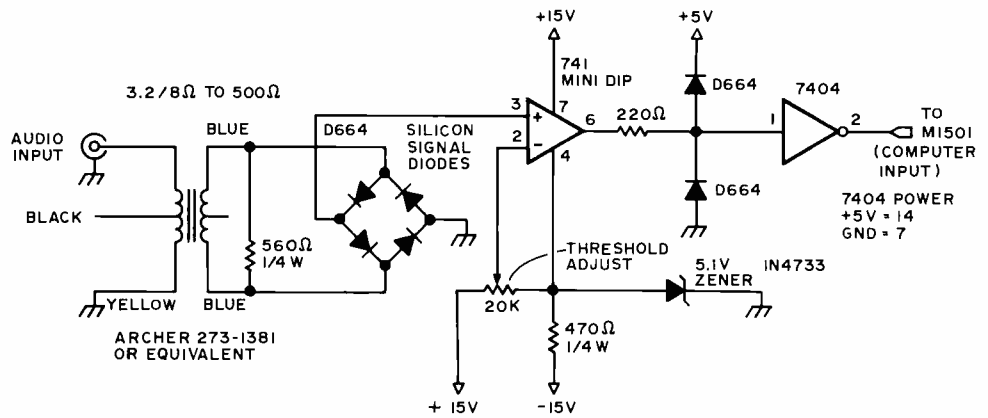 +15V
+5V
741
MINI DIP
D664
7404
3.2/8Ω TO 500Ω
BLUE
D664
SILICON
SIGNAL
DIODES
3
+
7
2
-
4
6
220Ω
1
2
TO
M1501
(COMPUTER
INPUT)
AUDIO
INPUT
BLACK
D664
7404 POWER
+5V = 14
GND = 7
560Ω
1/4 W
THRESHOLD
ADJUST
5.1V
ZENER
IN4733
YELLOW
BLUE
20K
ARCHER 273-1381
OR EQUIVALENT
470Ω
1/4 W
+ 15V
-15V